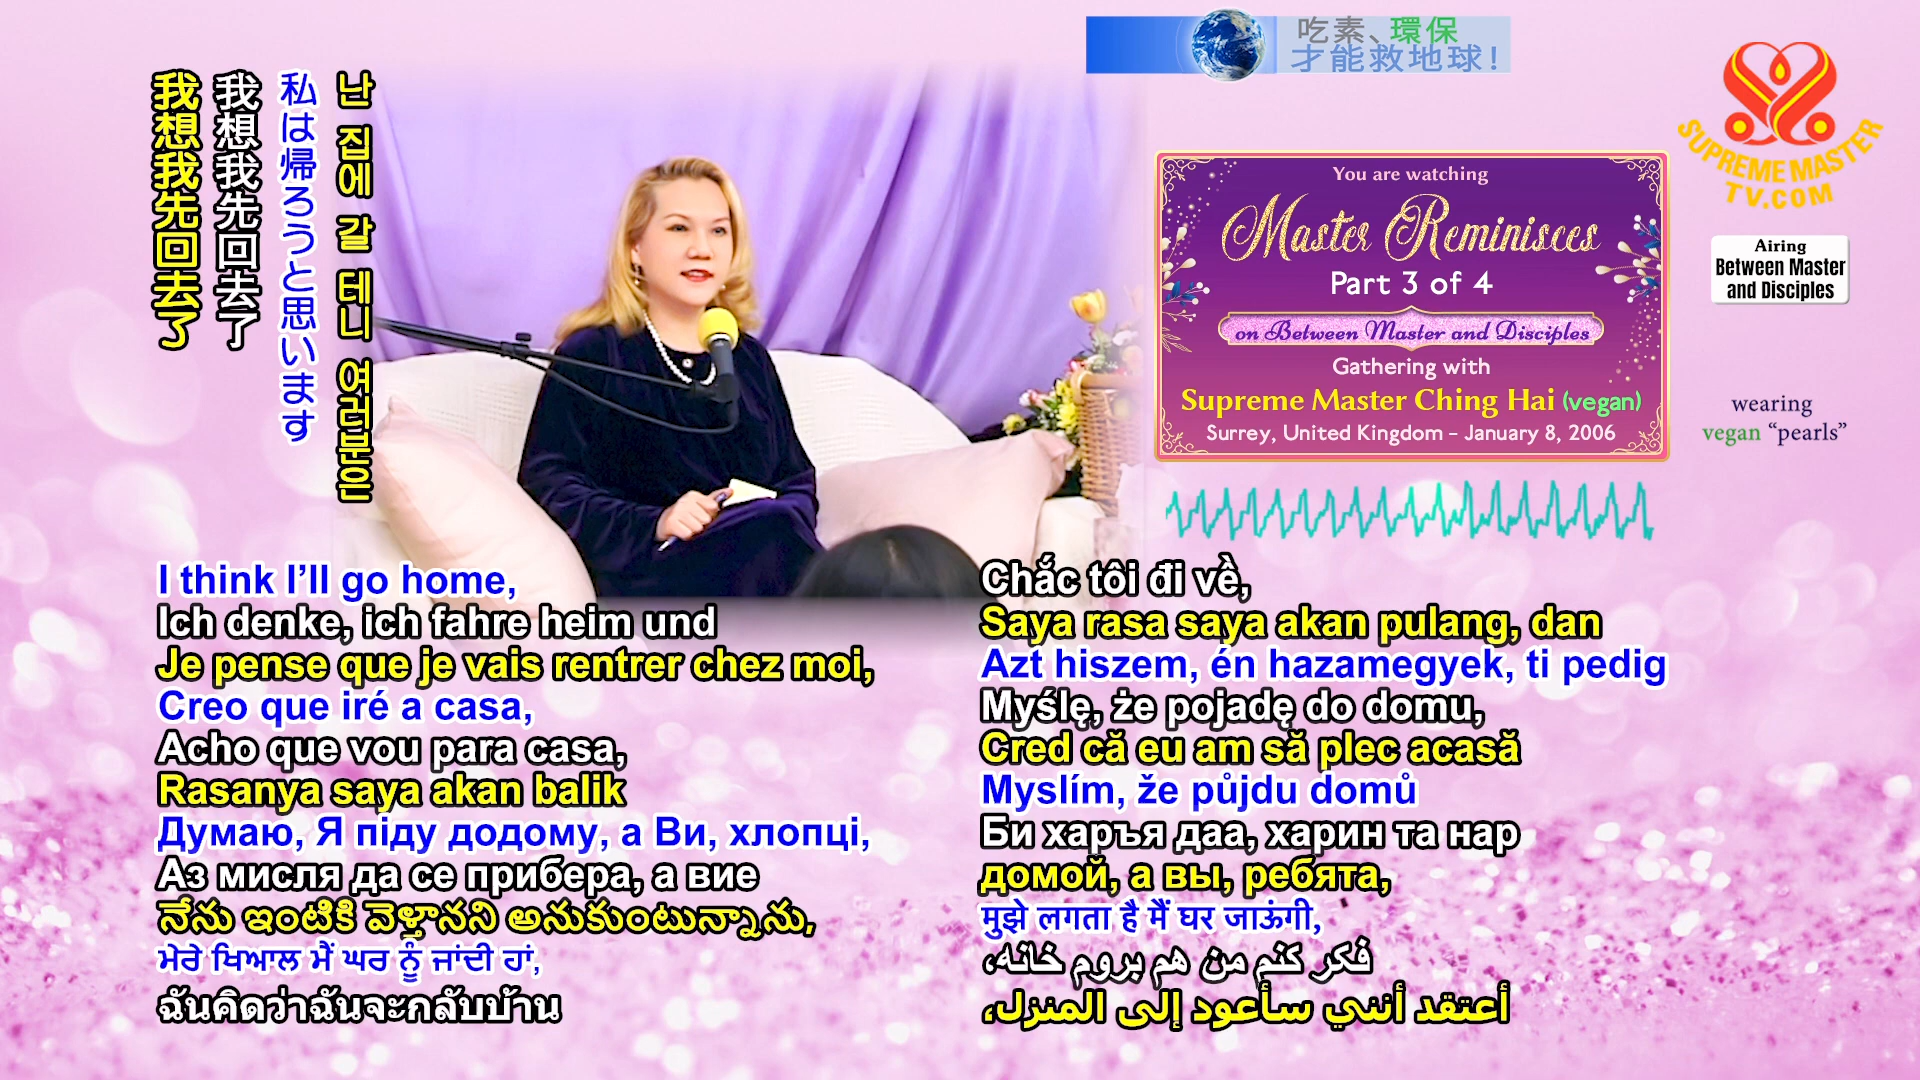 吃素、環保
才能救地球!
SUPREME MASTER
TV.COM
Airing
Between Master
and Disciples
You are watching
Master Reminisces
Part 3 of 4
on Between Master and Disciples
Gathering with
Supreme Master Ching Hai (vegan)
Surrey, United Kingdom – January 8, 2006
wearing
vegan “pearls”
我想我先回去了
我想我先回去了
私は帰ろうと思います
난 집에 갈 테니 여러분은
I think I’ll go home,
Ich denke, ich fahre heim und
Je pense que je vais rentrer chez moi,
Creo que iré a casa,
Acho que vou para casa,
Rasanya saya akan balik
Думаю, Я піду додому, а Ви, хлопці,
Аз мисля да се прибера, а вие
నేను ఇంటికి వెళ్తానని అనుకుంటున్నాను,
ਮੇਰੇ ਖਿਆਲ ਮੈਂ ਘਰ ਨੂੰ ਜਾਂਦੀ ਹਾਂ,
ฉันคิดว่าฉันจะกลับบ้าน
Chắc tôi đi về,
Saya rasa saya akan pulang, dan
Azt hiszem, én hazamegyek, ti pedig
Myślę, że pojadę do domu,
Cred că eu am să plec acasă
Myslím, že půjdu domů
Би харъя даа, харин та нар
домой, а вы, ребята,
मुझे लगता है मैं घर जाऊंगी,
فکر کنم من هم بروم خانه،
أعتقد أنني سأعود إلى المنزل،